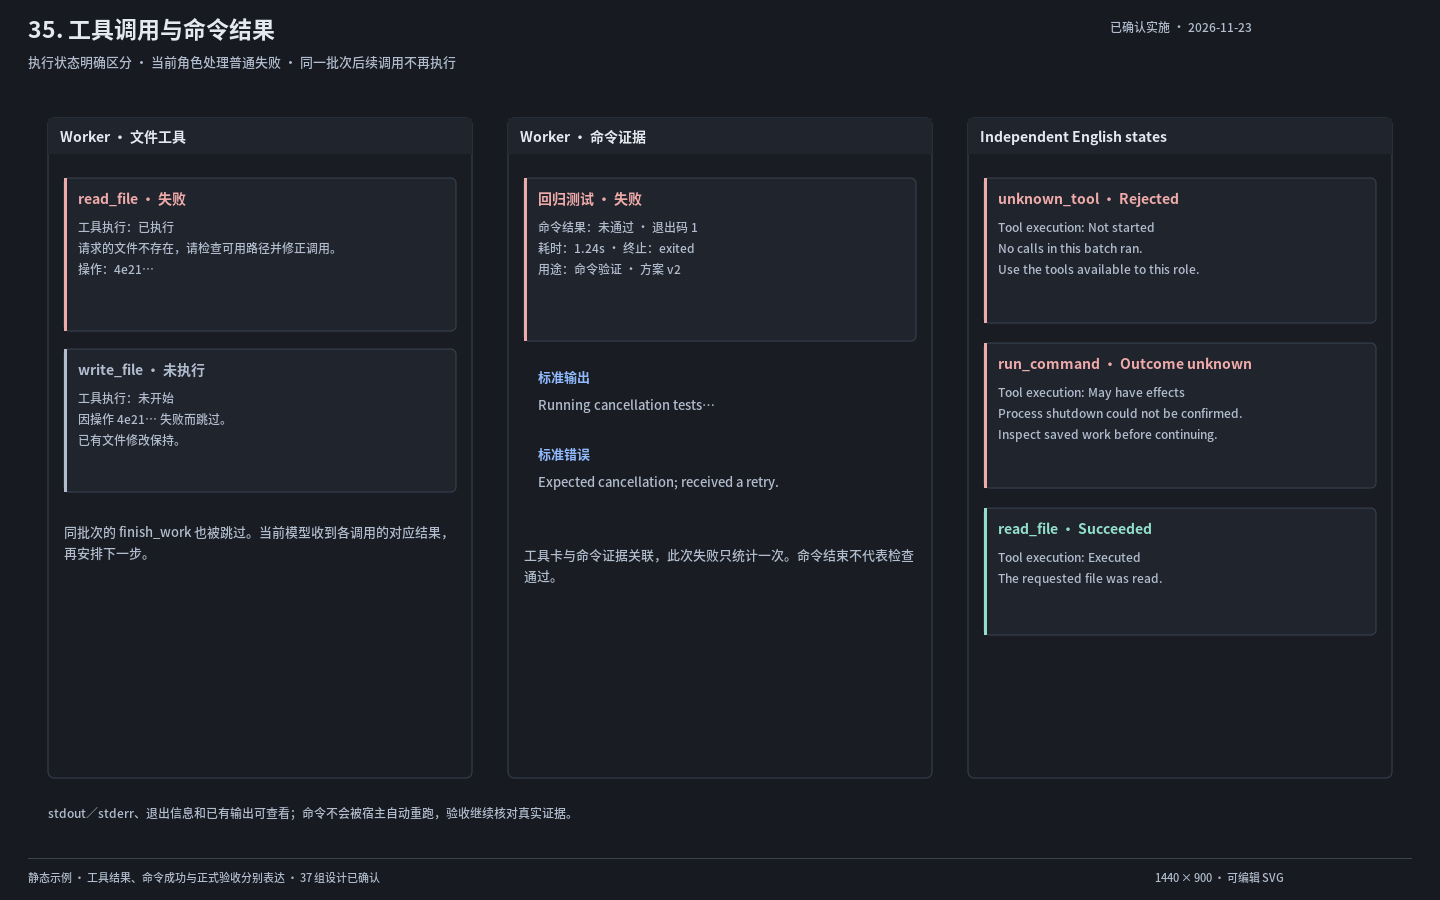 35. 工具调用与命令结果
已确认实施 · 2026-11-23
执行状态明确区分 · 当前角色处理普通失败 · 同一批次后续调用不再执行
Worker · 文件工具
read_file · 失败
工具执行：已执行
请求的文件不存在，请检查可用路径并修正调用。
操作：4e21…
write_file · 未执行
工具执行：未开始
因操作 4e21… 失败而跳过。
已有文件修改保持。
同批次的 finish_work 也被跳过。当前模型收到各调用的对应结果，
再安排下一步。
Worker · 命令证据
回归测试 · 失败
命令结果：未通过 · 退出码 1
耗时：1.24s · 终止：exited
用途：命令验证 · 方案 v2
标准输出
Running cancellation tests…
标准错误
Expected cancellation; received a retry.
工具卡与命令证据关联，此次失败只统计一次。命令结束不代表检查
通过。
Independent English states
unknown_tool · Rejected
Tool execution: Not started
No calls in this batch ran.
Use the tools available to this role.
run_command · Outcome unknown
Tool execution: May have effects
Process shutdown could not be confirmed.
Inspect saved work before continuing.
read_file · Succeeded
Tool execution: Executed
The requested file was read.
stdout／stderr、退出信息和已有输出可查看；命令不会被宿主自动重跑，验收继续核对真实证据。
静态示例 · 工具结果、命令成功与正式验收分别表达 · 37 组设计已确认
1440 × 900 · 可编辑 SVG